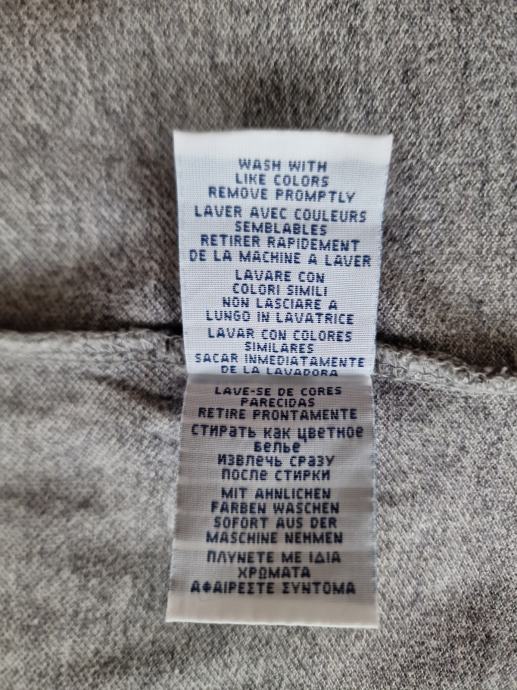 WASH WITH
LIKE COLORS
REMOVE PROMPTLY
LAVER AVEC COULEURS
SEMBLABLES
RETIRER RAPIDEMENT
DE LA MACHINE A LAVER
LAVARE CON
COLORI SIMILI
NON LASCIARE A
LUNGO IN LAVATRICE
LAVAR CON COLORES
SIMILARES
SACAR INMEDIATAMENTE
DE LA LAVADORA
LAVE-SE DE CORES
PARECIDAS
RETIRE PRONTAMENTE
СТИРАТЬ КАК ЦВЕТНОЕ
БЕЛЬЕ
ИЗВЛЕЧЬ СРАЗУ
ПОСЛЕ СТИРКИ
MIT AHNLICHEN
FARBEN WASCHEN
SOFORT AUS DER
MASCHINE NEHMEN
ΠΛΥΝΕΤΕ ΜΕ ΙΔΙΑ
ΧΡΩΜΑΤΑ
ΑΦΑΙΡΕΣΤΕ ΣΥΝΤΟΜΑ